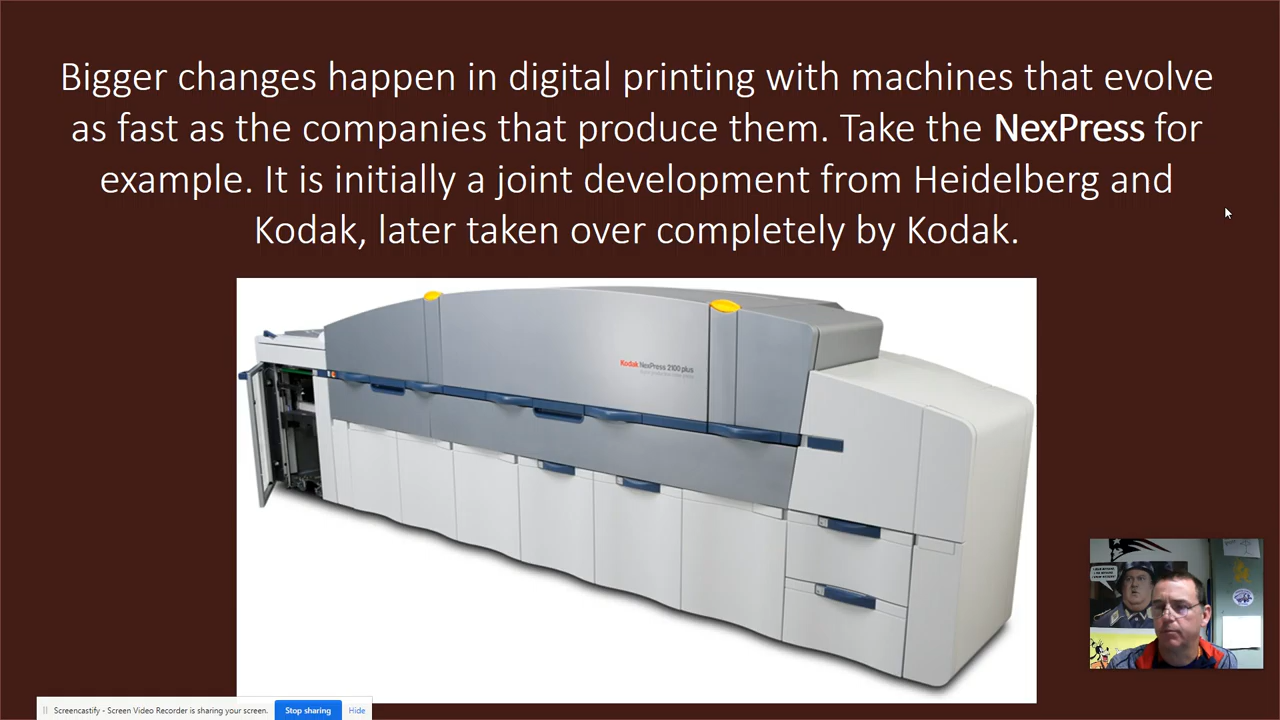 Bigger changes happen in digital printing with machines that evolve
as fast as the companies that produce them. Take the NexPress for
example. It is initially a joint development from Heidelberg and
Kodak, later taken over completely by Kodak.
Kodak NexPress 2100 plus
Screencastify - Screen Video Recorder is sharing your screen.
Stop sharing
Hide